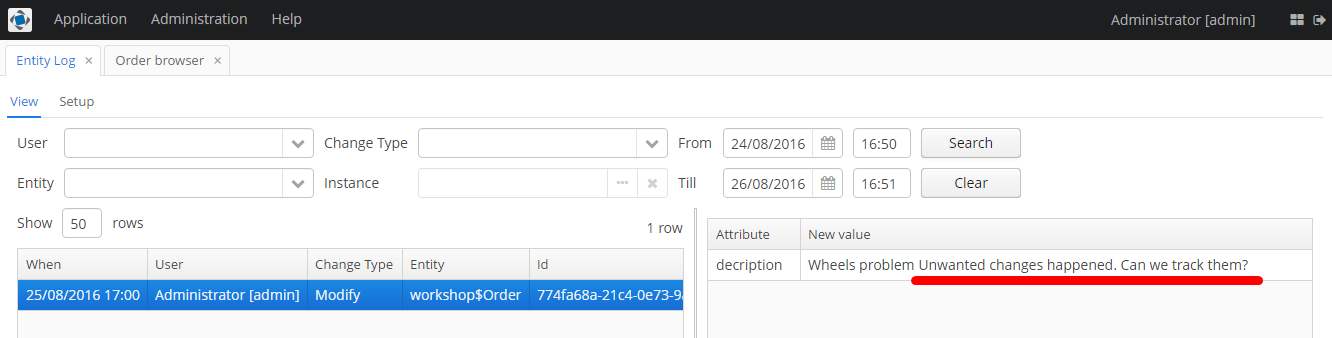 Application Administration Help Administrator [admin]
Entity Log × Order browser ×
View Setup
User Change Type From 24/08/2016 16:50 Search
Entity Instance Till 26/08/2016 16:51 Clear
Show 50 rows 1 row
When User Change Type Entity Id
25/08/2016 17:00 Administrator [admin] Modify workshop$Order 774fa68a-21c4-0e73-9
Attribute New value
decription Wheels problem Unwanted changes happened. Can we track them?